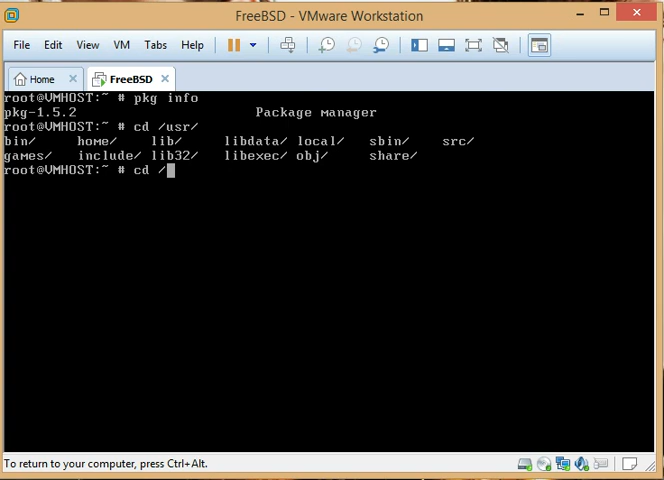 FreeBSD - VMware Workstation
File Edit View VM Tabs Help
Home FreeBSD
root@VMHOST:~ # pkg info
pkg-1.5.2 Package manager
root@VMHOST:~ # cd /usr/
bin/ home/ lib/ libdata/ local/ sbin/ src/
games/ include/ lib32/ libexec/ obj/ share/
root@VMHOST:~ # cd /
To return to your computer, press Ctrl+Alt.